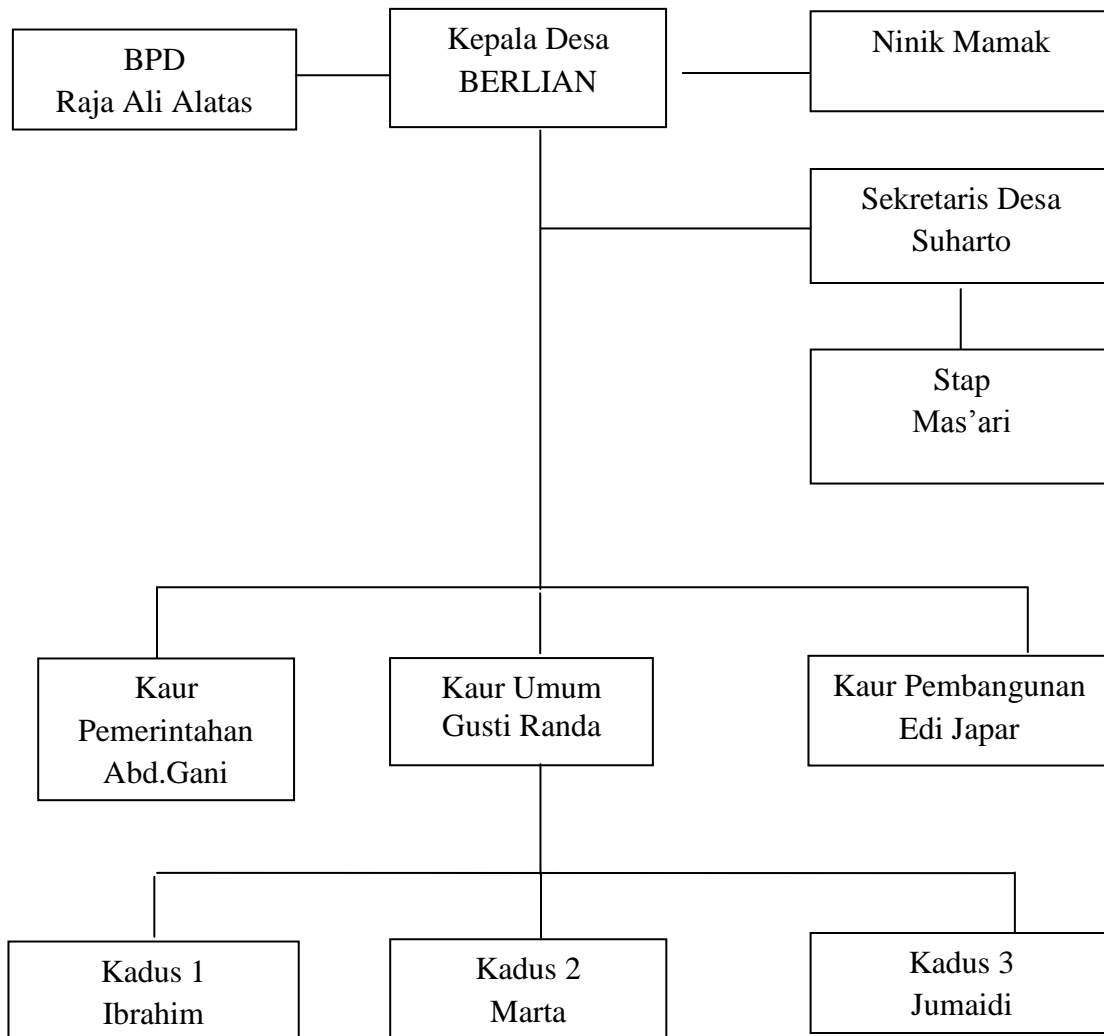 BPD
Raja Ali Alatas
Kepala Desa
BERLIAN
Ninik Mamak
Sekretaris Desa
Suharto
Stap
Mas’ari
Kaur
Pemerintahan
Abd.Gani
Kaur Umum
Gusti Randa
Kaur Pembangunan
Edi Japar
Kadus 1
Ibrahim
Kadus 2
Marta
Kadus 3
Jumaidi